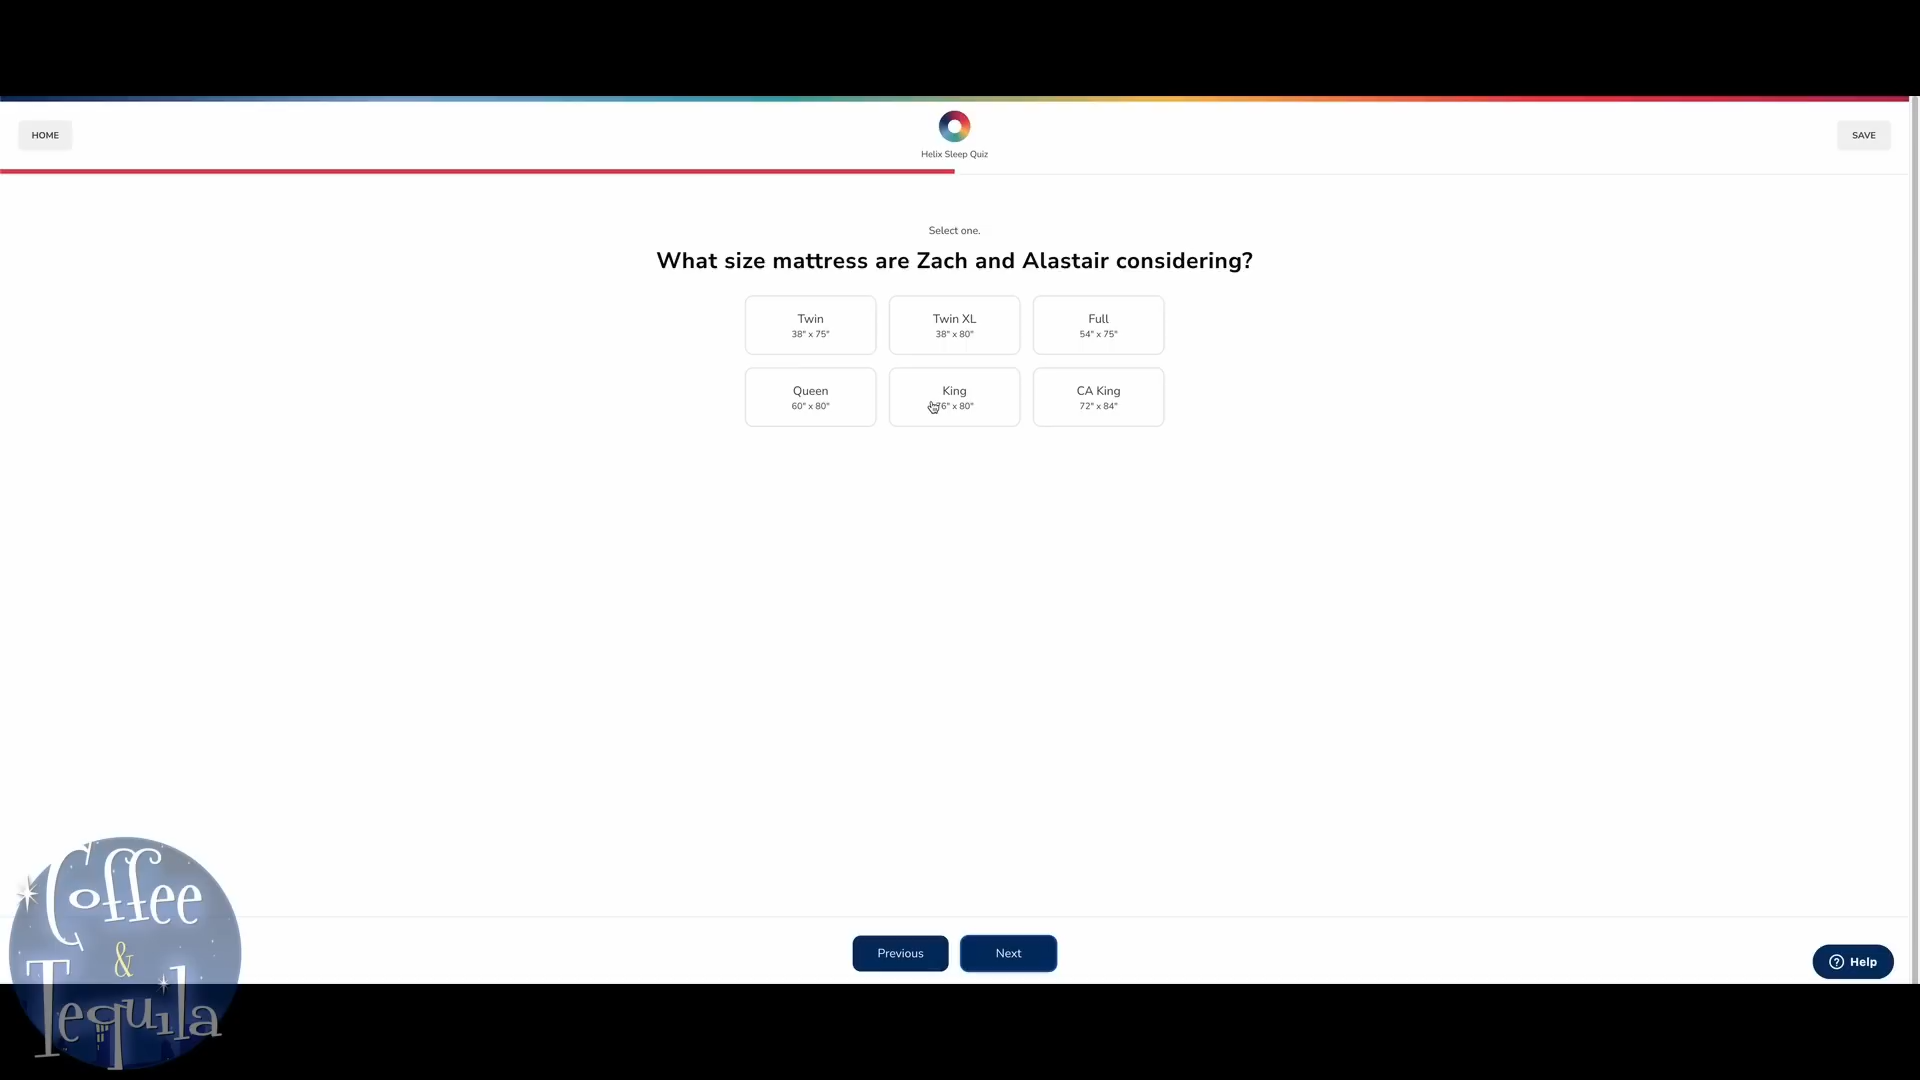 HOME
Helix Sleep Quiz
SAVE
Select one.
What size mattress are Zach and Alastair considering?
Twin
38" x 75"
Twin XL
38" x 80"
Full
54" x 75"
Queen
60" x 80"
King
76" x 80"
CA King
72" x 84"
Previous
Next
Help
Coffee
&
Tequila